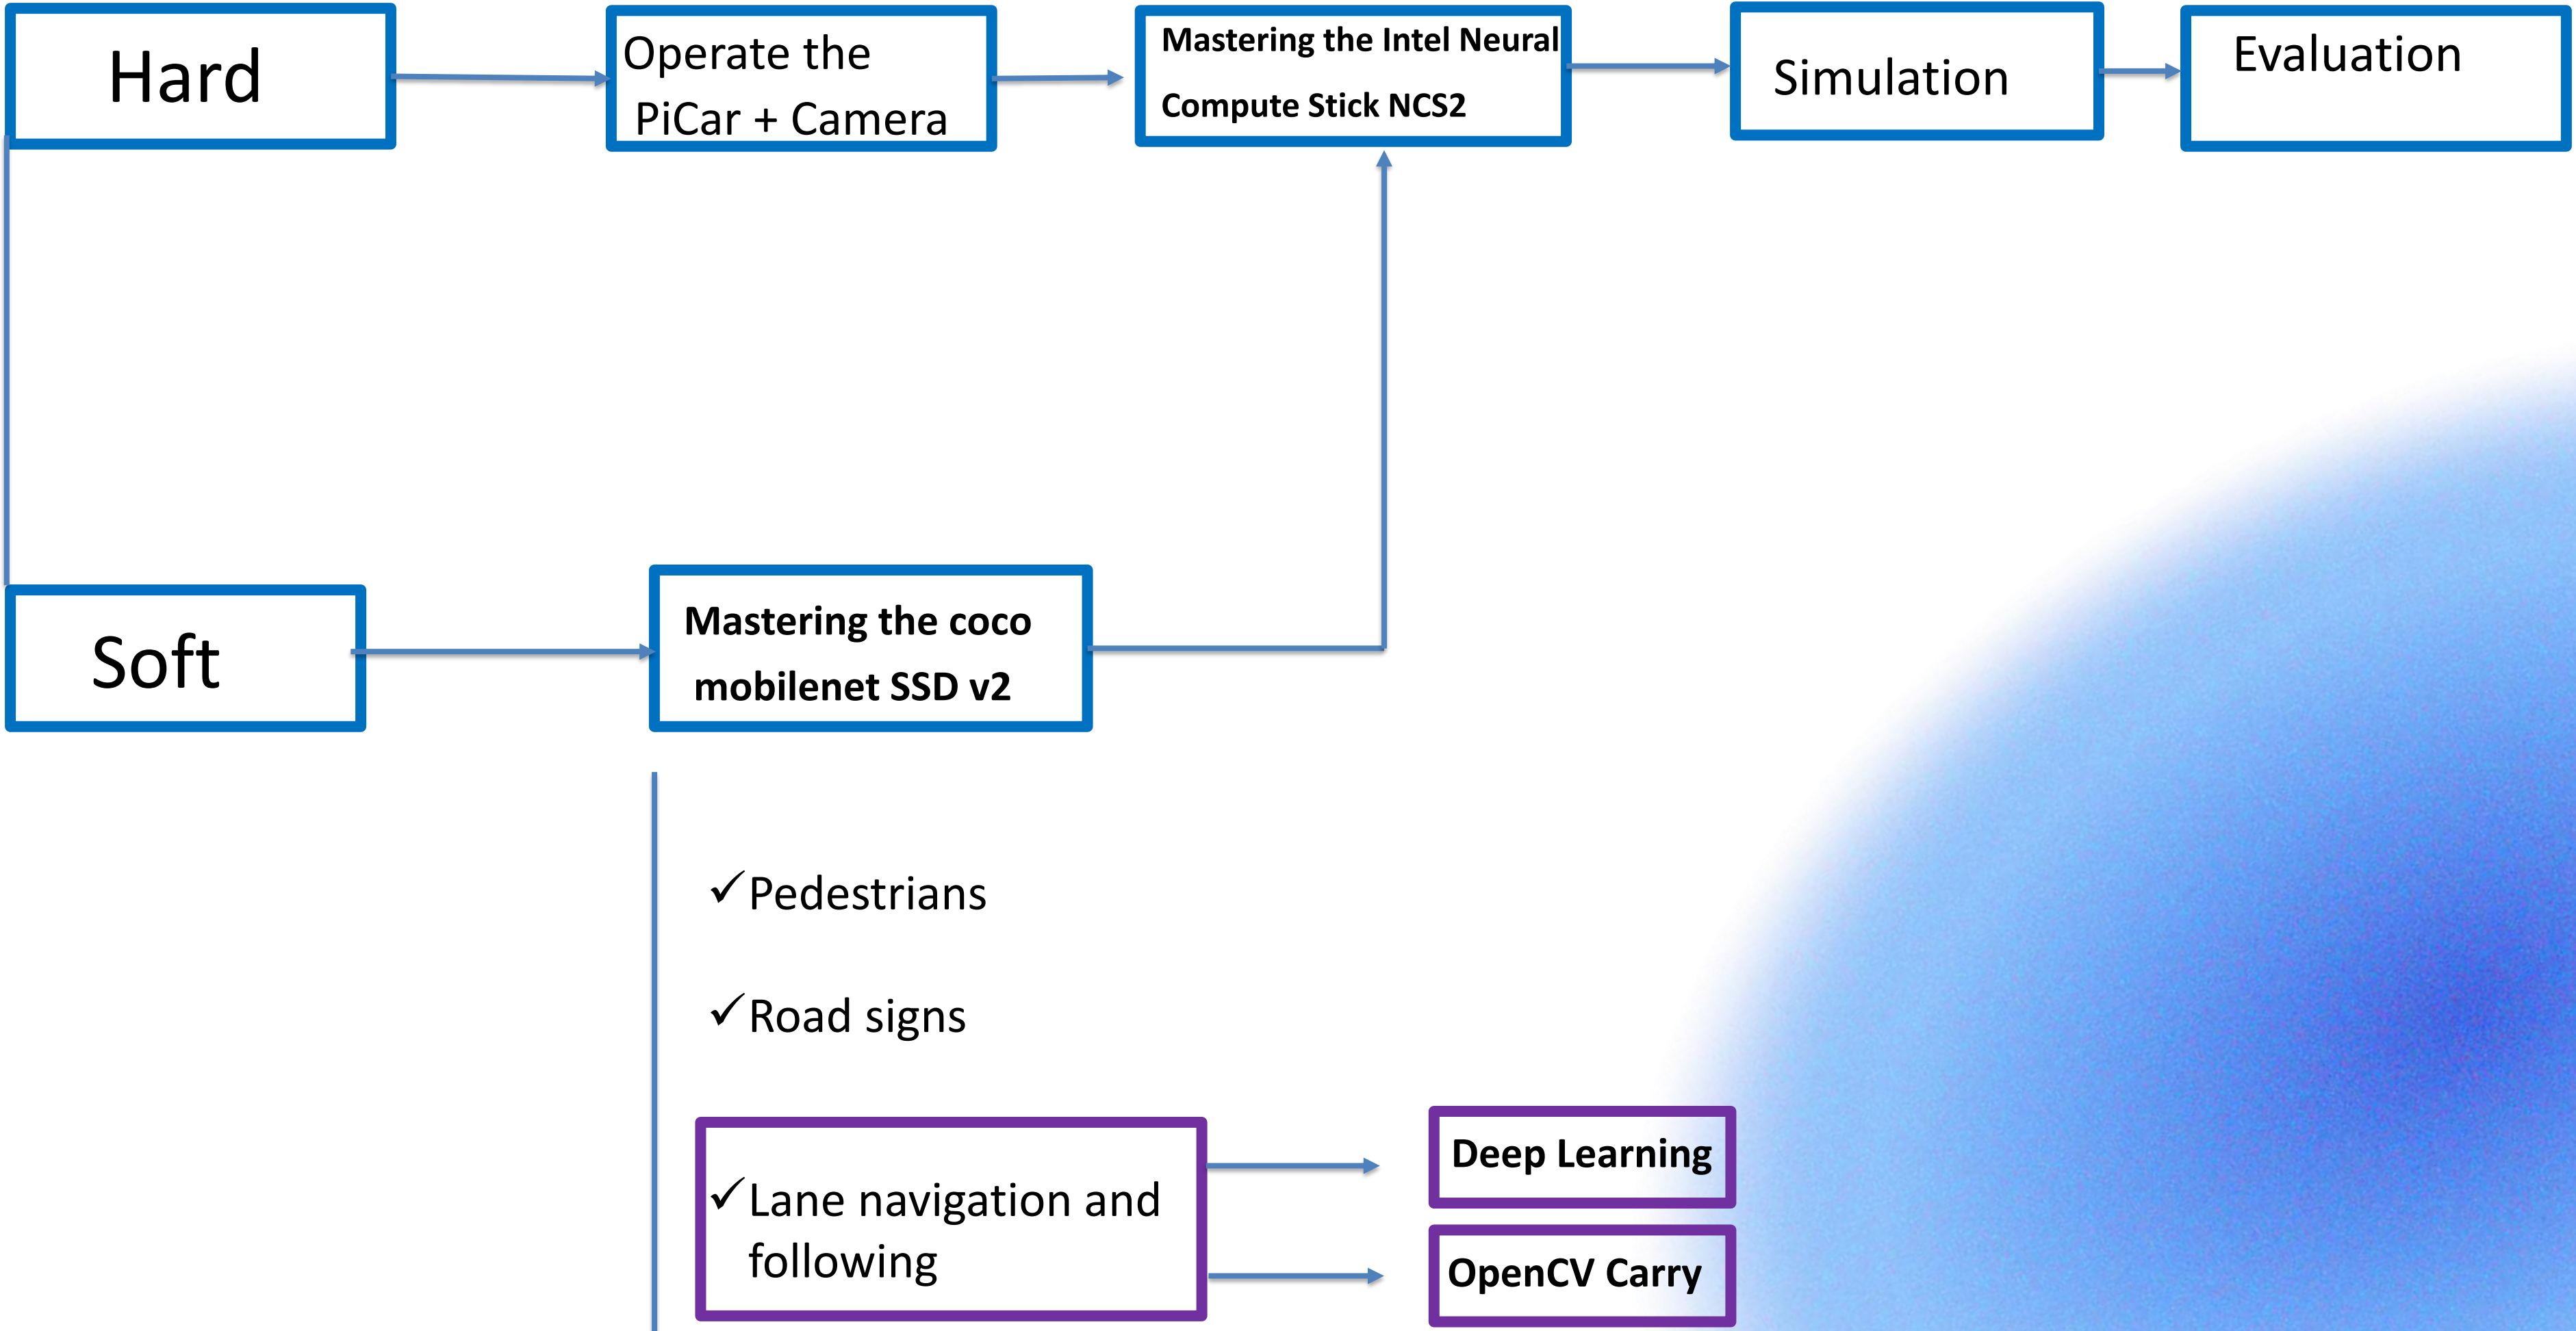 Hard
Operate the
PiCar + Camera
Mastering the Intel Neural
Compute Stick NCS2
Simulation
Evaluation
Soft
Mastering the coco
mobilenet SSD v2
✓Pedestrians
✓Road signs
✓Lane navigation and
following
Deep Learning
OpenCV Carry